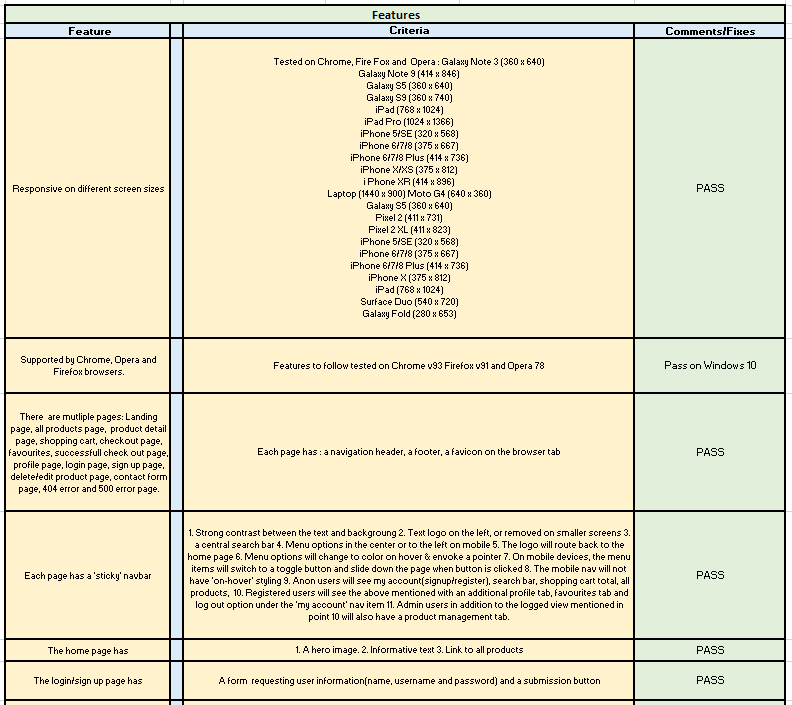 Features
Feature
Criteria
Comments/Fixes
Responsive on different screen sizes
Tested on Chrome, Fire Fox and Opera : Galaxy Note 3 (360 x 640)
Galaxy Note 9 (414 x 846)
Galaxy S5 (360 x 640)
Galaxy S9 (360 x 740)
iPad (768 x 1024)
iPad Pro (1024 x 1366)
iPhone 5/SE (320 x 568)
iPhone 6/7/8 (375 x 667)
iPhone 6/7/8 Plus (414 x 736)
iPhone X/XS (375 x 812)
i Phone XR (414 x 896)
Laptop (1440 x 900) Moto G4 (640 x 360)
Galaxy S5 (360 x 640)
Pixel 2 (411 x 731)
Pixel 2 XL (411 x 823)
iPhone 5/SE (320 x 568)
iPhone 6/7/8 (375 x 667)
iPhone 6/7/8 Plus (414 x 736)
iPhone X (375 x 812)
iPad (768 x 1024)
Surface Duo (540 x 720)
Galaxy Fold (280 x 653)
PASS
Supported by Chrome, Opera and
Firefox browsers.
Features to follow tested on Chrome v93 Firefox v91 and Opera 78
Pass on Windows 10
There are mutliple pages: Landing
page, all products page, product detail
page, shopping cart, checkout page,
favourites, successfull check out page,
profile page, login page, sign up page,
delete/edit product page, contact form
page, 404 error and 500 error page.
Each page has : a navigation header, a footer, a favicon on the browser tab
PASS
Each page has a 'sticky' navbar
1. Strong contrast between the text and backgroung 2. Text logo on the left, or removed on smaller screens 3.
a central search bar 4. Menu options in the center or to the left on mobile 5. The logo will route back to the
home page 6. Menu options will change to color on hover & envoke a pointer 7. On mobile devices, the menu
items will switch to a toggle button and slide down the page when button is clicked 8. The mobile nav will not
have 'on-hover' styling 9. Anon users will see my account(signup/register), search bar, shopping cart total, all
products, 10. Registered users will see the above mentioned with an additional profile tab, favourites tab and
log out option under the 'my account' nav item 11. Admin users in addition to the logged view mentioned in
point 10 will also have a product management tab.
PASS
The home page has
1. A hero image. 2. Informative text 3. Link to all products
PASS
The login/sign up page has
A form requesting user information(name, username and password) and a submission button
PASS